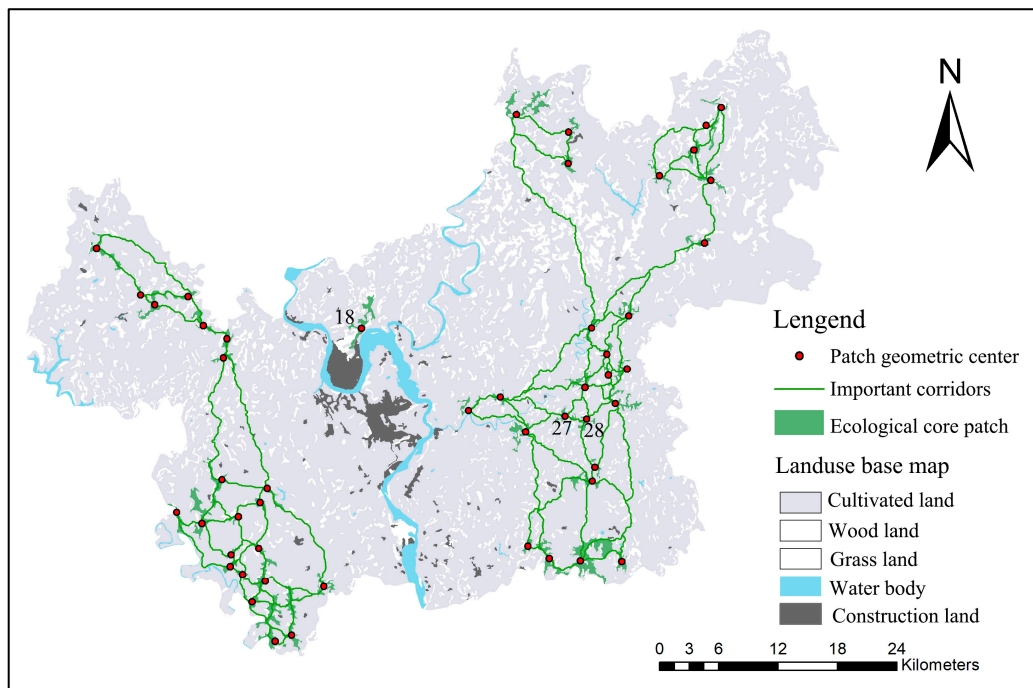 N
18
27
28
Lengend
Patch geometric center
Important corridors
Ecological core patch
Landuse base map
Cultivated land
Wood land
Grass land
Water body
Construction land
0 3 6 12 18 24
Kilometers